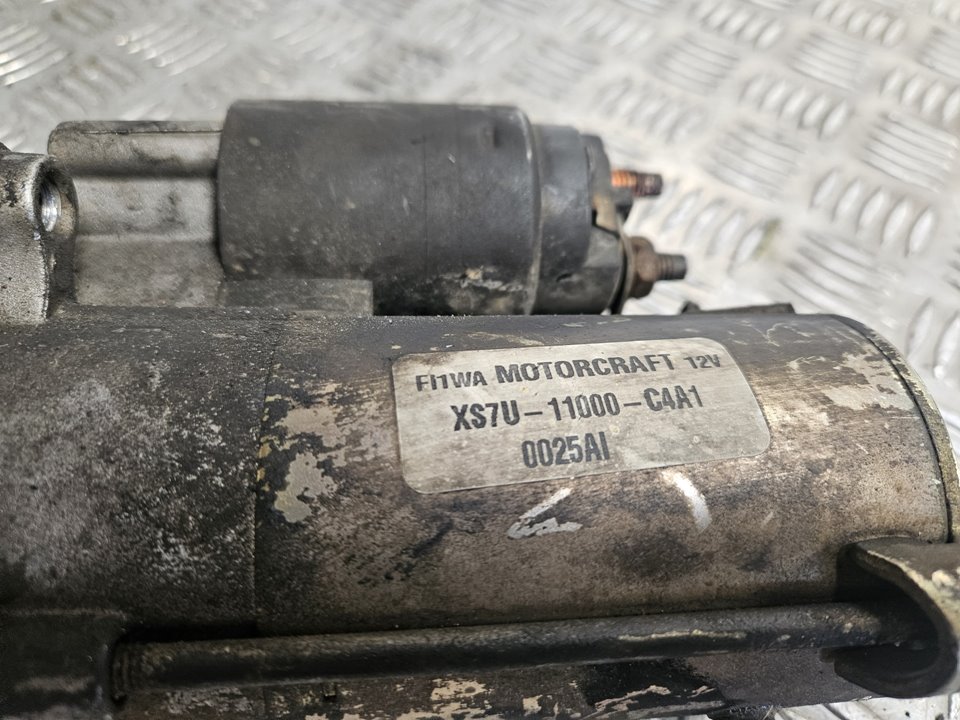 FI1WA MOTORCRAFT 12V
XS7U-11000-C4A1
0025AI